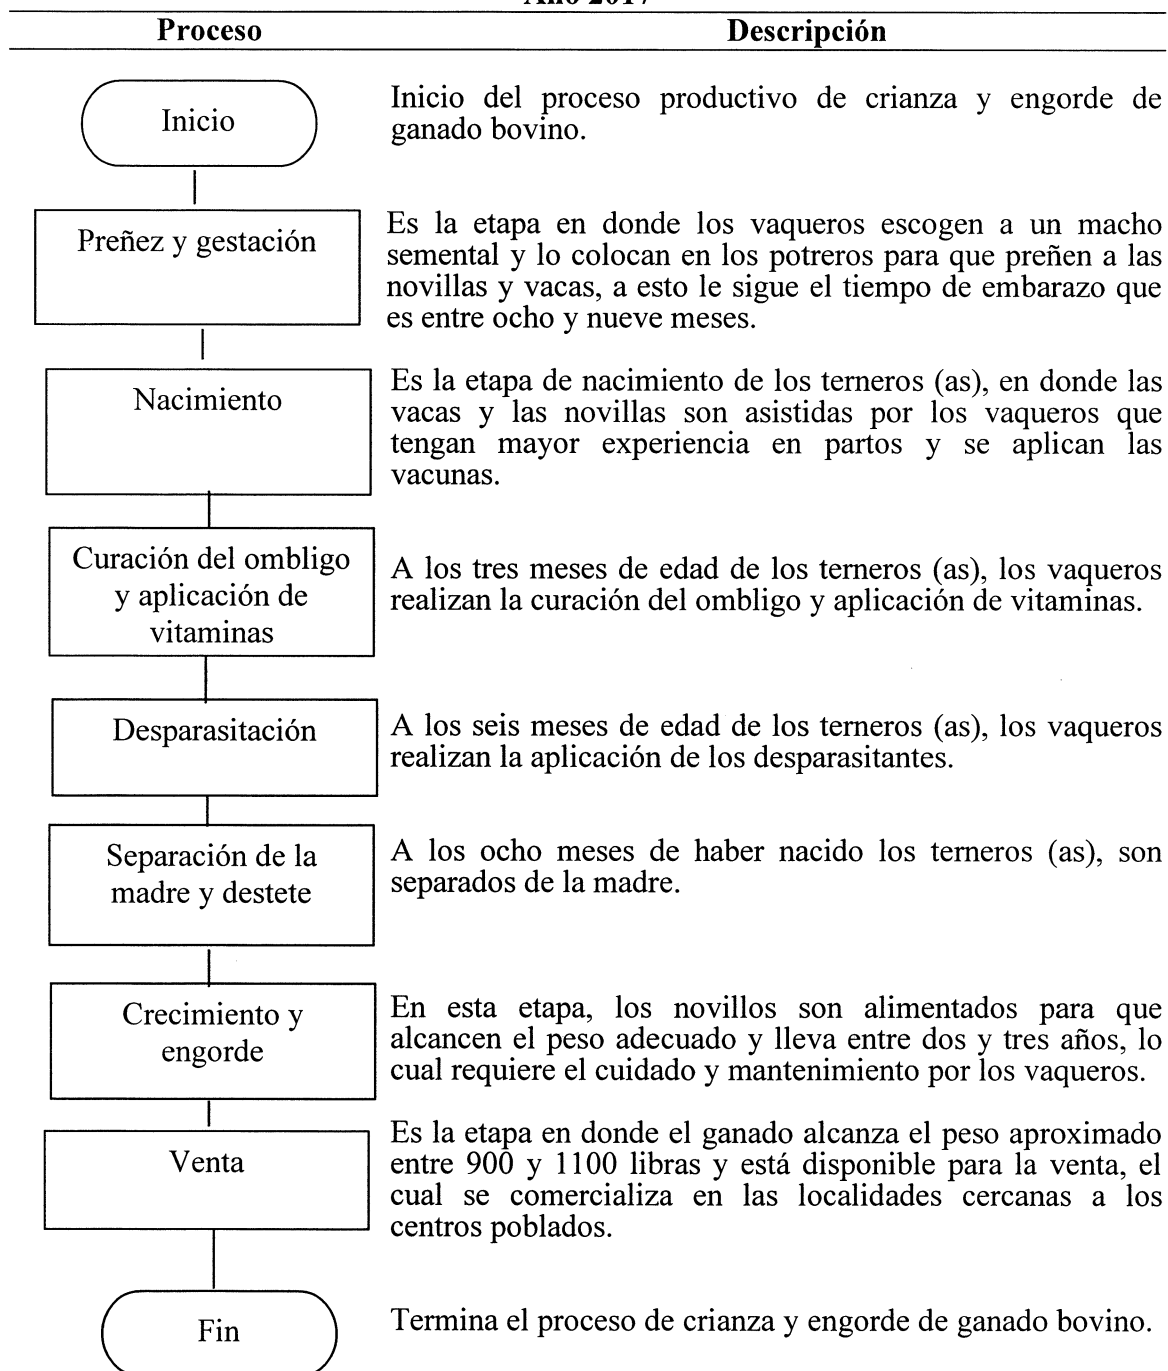 Año 2017
Proceso Descripción
Inicio
Inicio del proceso productivo de crianza y engorde de
ganado bovino.
Preñez y gestación
Es la etapa en donde los vaqueros escogen a un macho
semental y lo colocan en los potreros para que preñen a las
novillas y vacas, a esto le sigue el tiempo de embarazo que
es entre ocho y nueve meses.
Nacimiento
Es la etapa de nacimiento de los terneros (as), en donde las
vacas y las novillas son asistidas por los vaqueros que
tengan mayor experiencia en partos y se aplican las
vacunas.
Curación del ombligo
y aplicación de
vitaminas
A los tres meses de edad de los terneros (as), los vaqueros
realizan la curación del ombligo y aplicación de vitaminas.
Desparasitación
A los seis meses de edad de los terneros (as), los vaqueros
realizan la aplicación de los desparasitantes.
Separación de la
madre y destete
A los ocho meses de haber nacido los terneros (as), son
separados de la madre.
Crecimiento y
engorde
En esta etapa, los novillos son alimentados para que
alcancen el peso adecuado y lleva entre dos y tres años, lo
cual requiere el cuidado y mantenimiento por los vaqueros.
Venta
Es la etapa en donde el ganado alcanza el peso aproximado
entre 900 y 1100 libras y está disponible para la venta, el
cual se comercializa en las localidades cercanas a los
centros poblados.
Fin
Termina el proceso de crianza y engorde de ganado bovino.